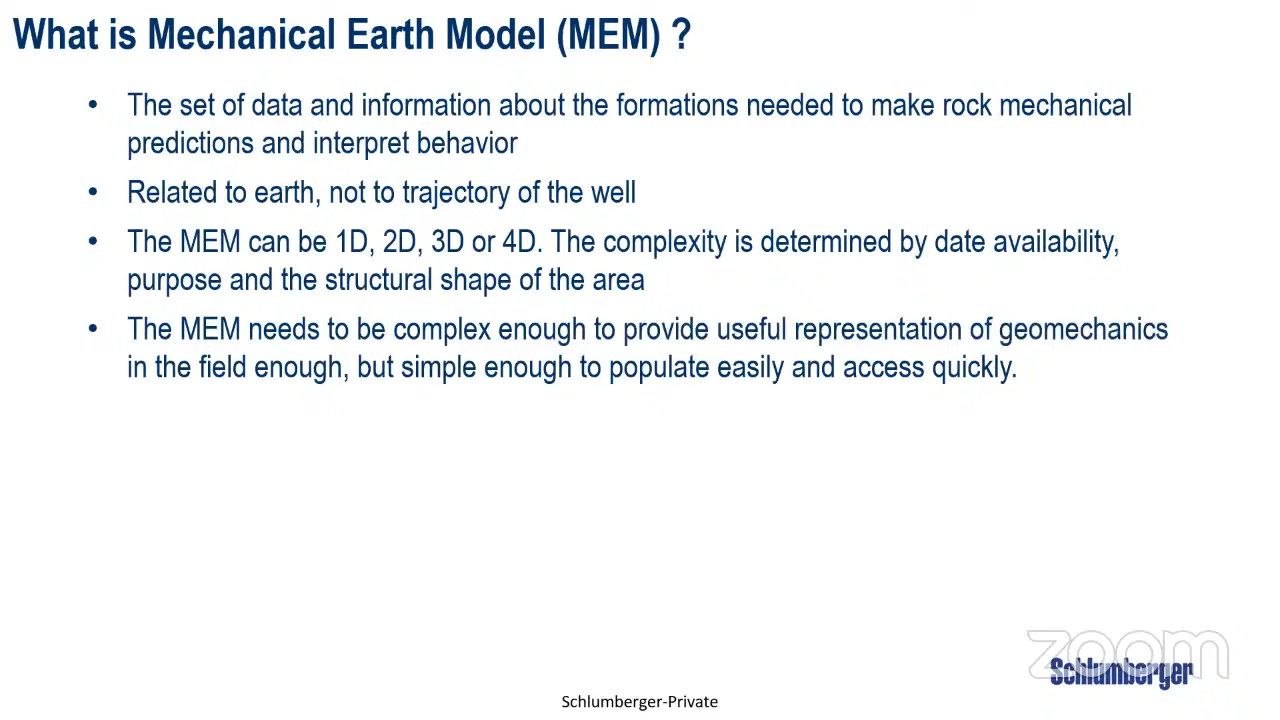 What is Mechanical Earth Model (MEM) ?
• The set of data and information about the formations needed to make rock mechanical
predictions and interpret behavior
• Related to earth, not to trajectory of the well
• The MEM can be 1D, 2D, 3D or 4D. The complexity is determined by date availability,
purpose and the structural shape of the area
• The MEM needs to be complex enough to provide useful representation of geomechanics
in the field enough, but simple enough to populate easily and access quickly.
zoom
Schlumberger
Schlumberger-Private